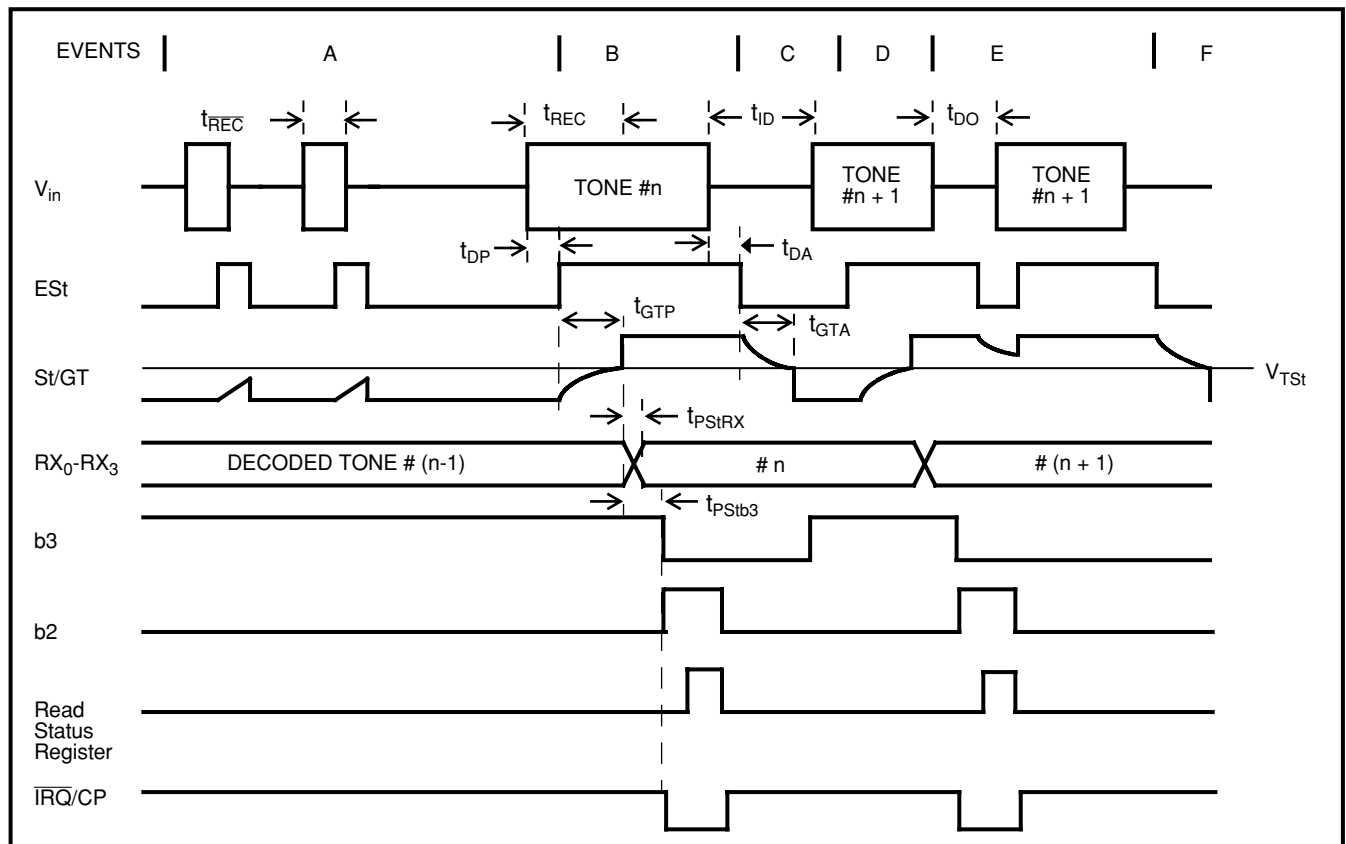 EVENTS A B C D E F
tREC tREC tID tDO
Vin TONE #n TONE #n + 1 TONE #n + 1
tDP tDA
ESt
tGTP tGTA
St/GT VTSt
tPStRX
RX0-RX3 DECODED TONE # (n-1) # n # (n + 1)
tPStb3
b3
b2
Read
Status
Register
IRQ/CP